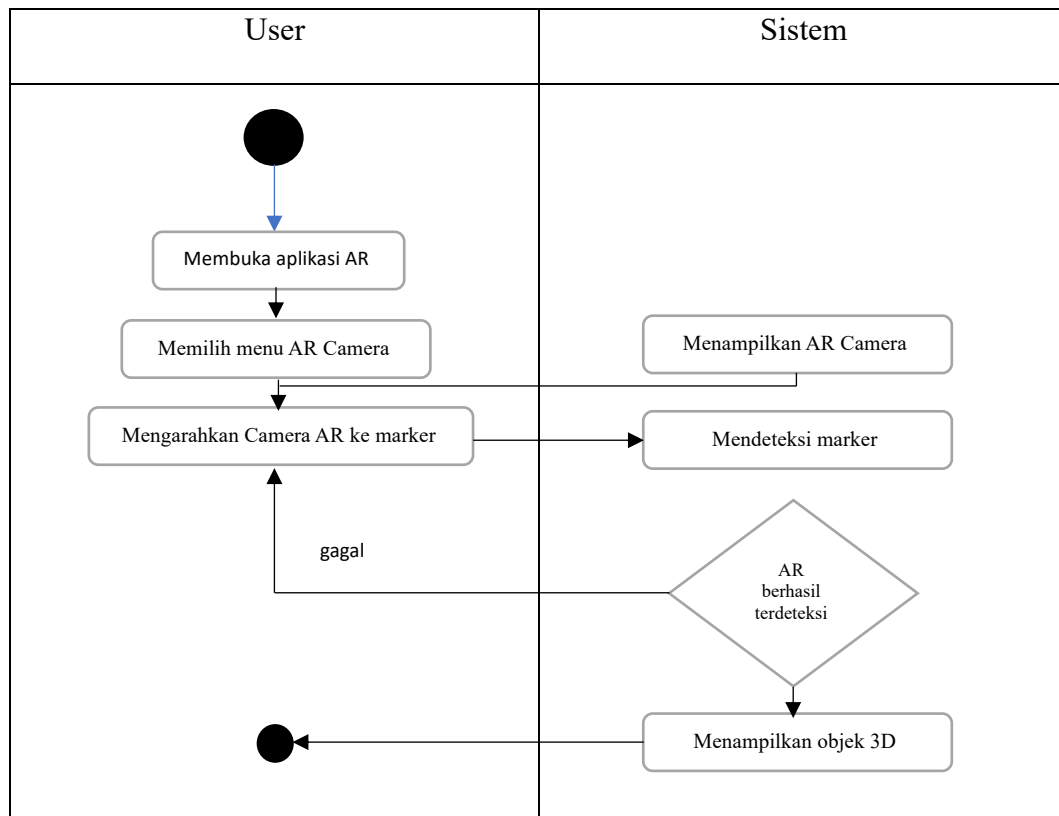 User
Sistem
Membuka aplikasi AR
Memilih menu AR Camera
Menampilkan AR Camera
Mengarahkan Camera AR ke marker
Mendeteksi marker
gagal
AR
berhasil
terdeteksi
Menampilkan objek 3D